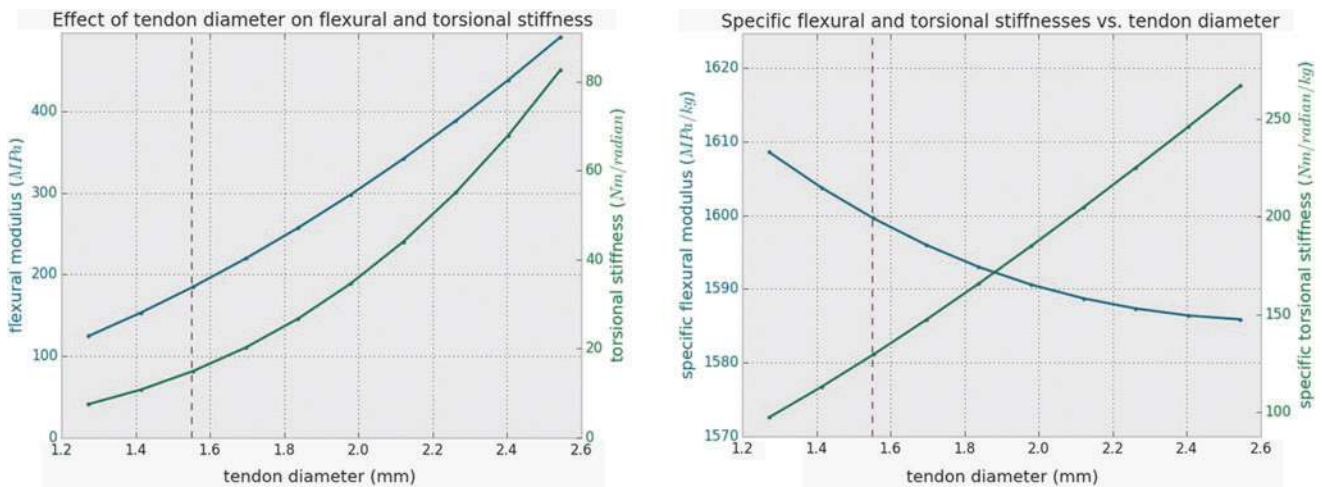 Effect of tendon diameter on flexural and torsional stiffness
flexural modulus (MPa)
0
100
200
300
400
torsional stiffness (Nm/radian)
0
20
40
60
80
1.2 1.4 1.6 1.8 2.0 2.2 2.4 2.6
tendon diameter (mm)
Specific flexural and torsional stiffnesses vs. tendon diameter
specific flexural modulus (MPa/kg)
1570
1580
1590
1600
1610
1620
specific torsional stiffness (Nm/radian/kg)
100
150
200
250
1.2 1.4 1.6 1.8 2.0 2.2 2.4 2.6
tendon diameter (mm)